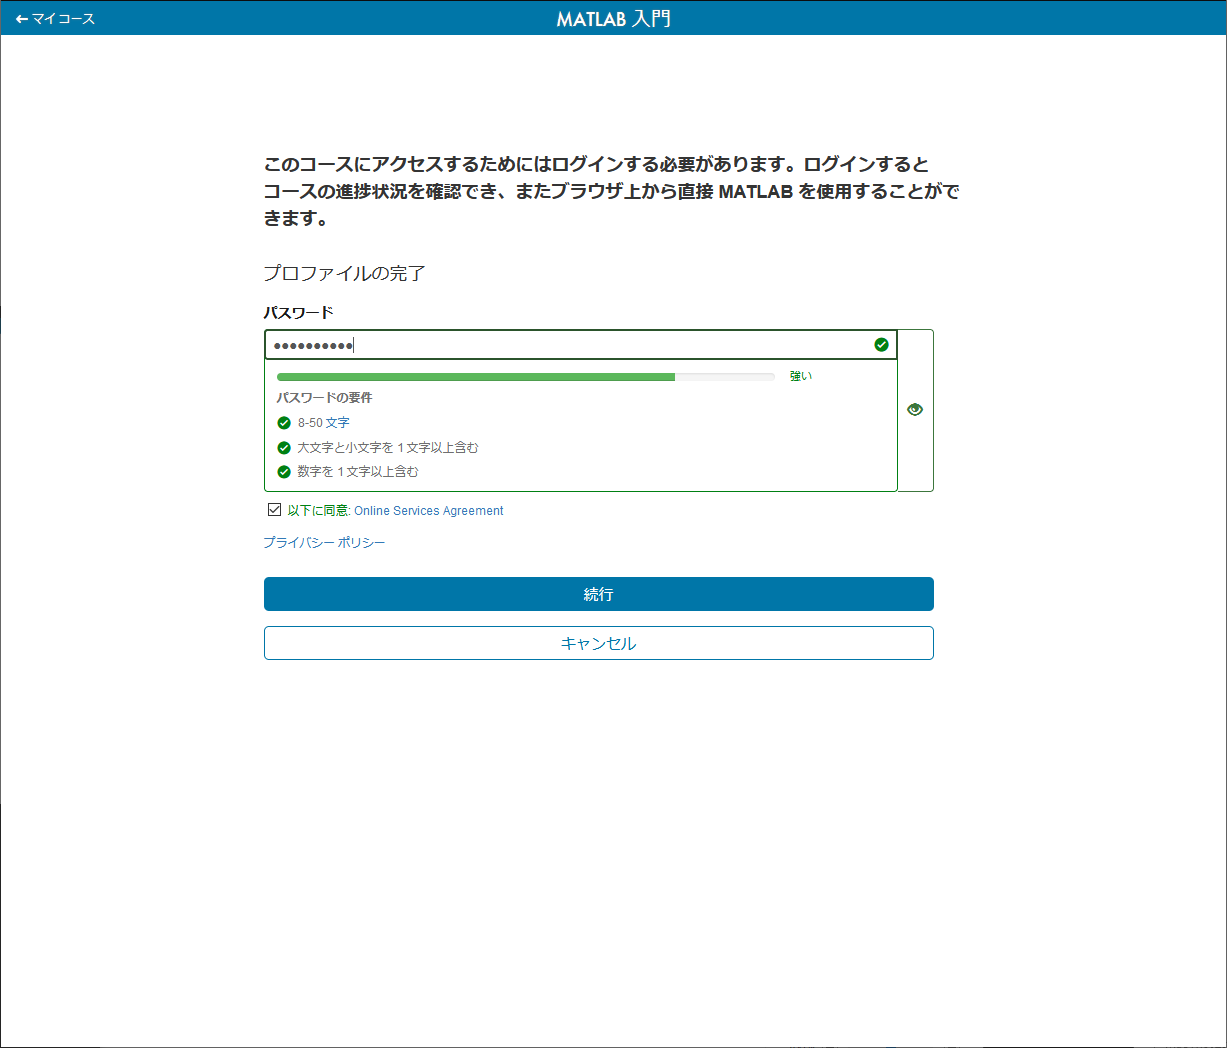 マイコース
MATLAB 入門
このコースにアクセスするためにはログインする必要があります。ログインすると
コースの進捗状況を確認でき、またブラウザ上から直接 MATLAB を使用することがで
きます。
プロファイルの完了
パスワード
強い
パスワードの要件
8-50 文字
大文字と小文字を 1 文字以上含む
数字を 1 文字以上含む
以下に同意: Online Services Agreement
プライバシー ポリシー
続行
キャンセル